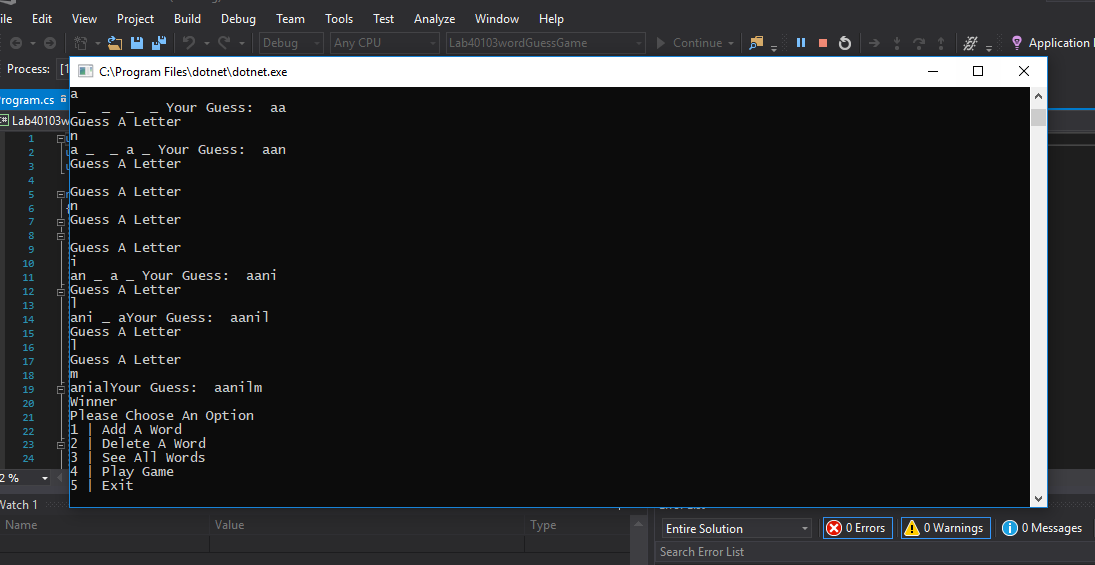 ile Edit View Project Build Debug Team Tools Test Analyze Window Help
Debug Any CPU Lab40103wordGuessGame Continue Application
Process: [1
C:\Program Files\dotnet\dotnet.exe
rogram.cs
Lab40103w
a
_ _ _ _ Your Guess: aa
Guess A Letter
n
a _ _ a _ Your Guess: aan
Guess A Letter
Guess A Letter
n
Guess A Letter
Guess A Letter
i
an _ a _ Your Guess: aani
Guess A Letter
l
ani _ aYour Guess: aanil
Guess A Letter
l
Guess A Letter
m
anialYour Guess: aanilm
Winner
Please Choose An Option
1 | Add A Word
2 | Delete A Word
3 | See All Words
4 | Play Game
5 | Exit
1
2
3
4
5
6
7
8
9
10
11
12
13
14
15
16
17
18
19
20
21
22
23
24
2 %
Watch 1
Name Value Type
Entire Solution 0 Errors 0 Warnings 0 Messages
Search Error List